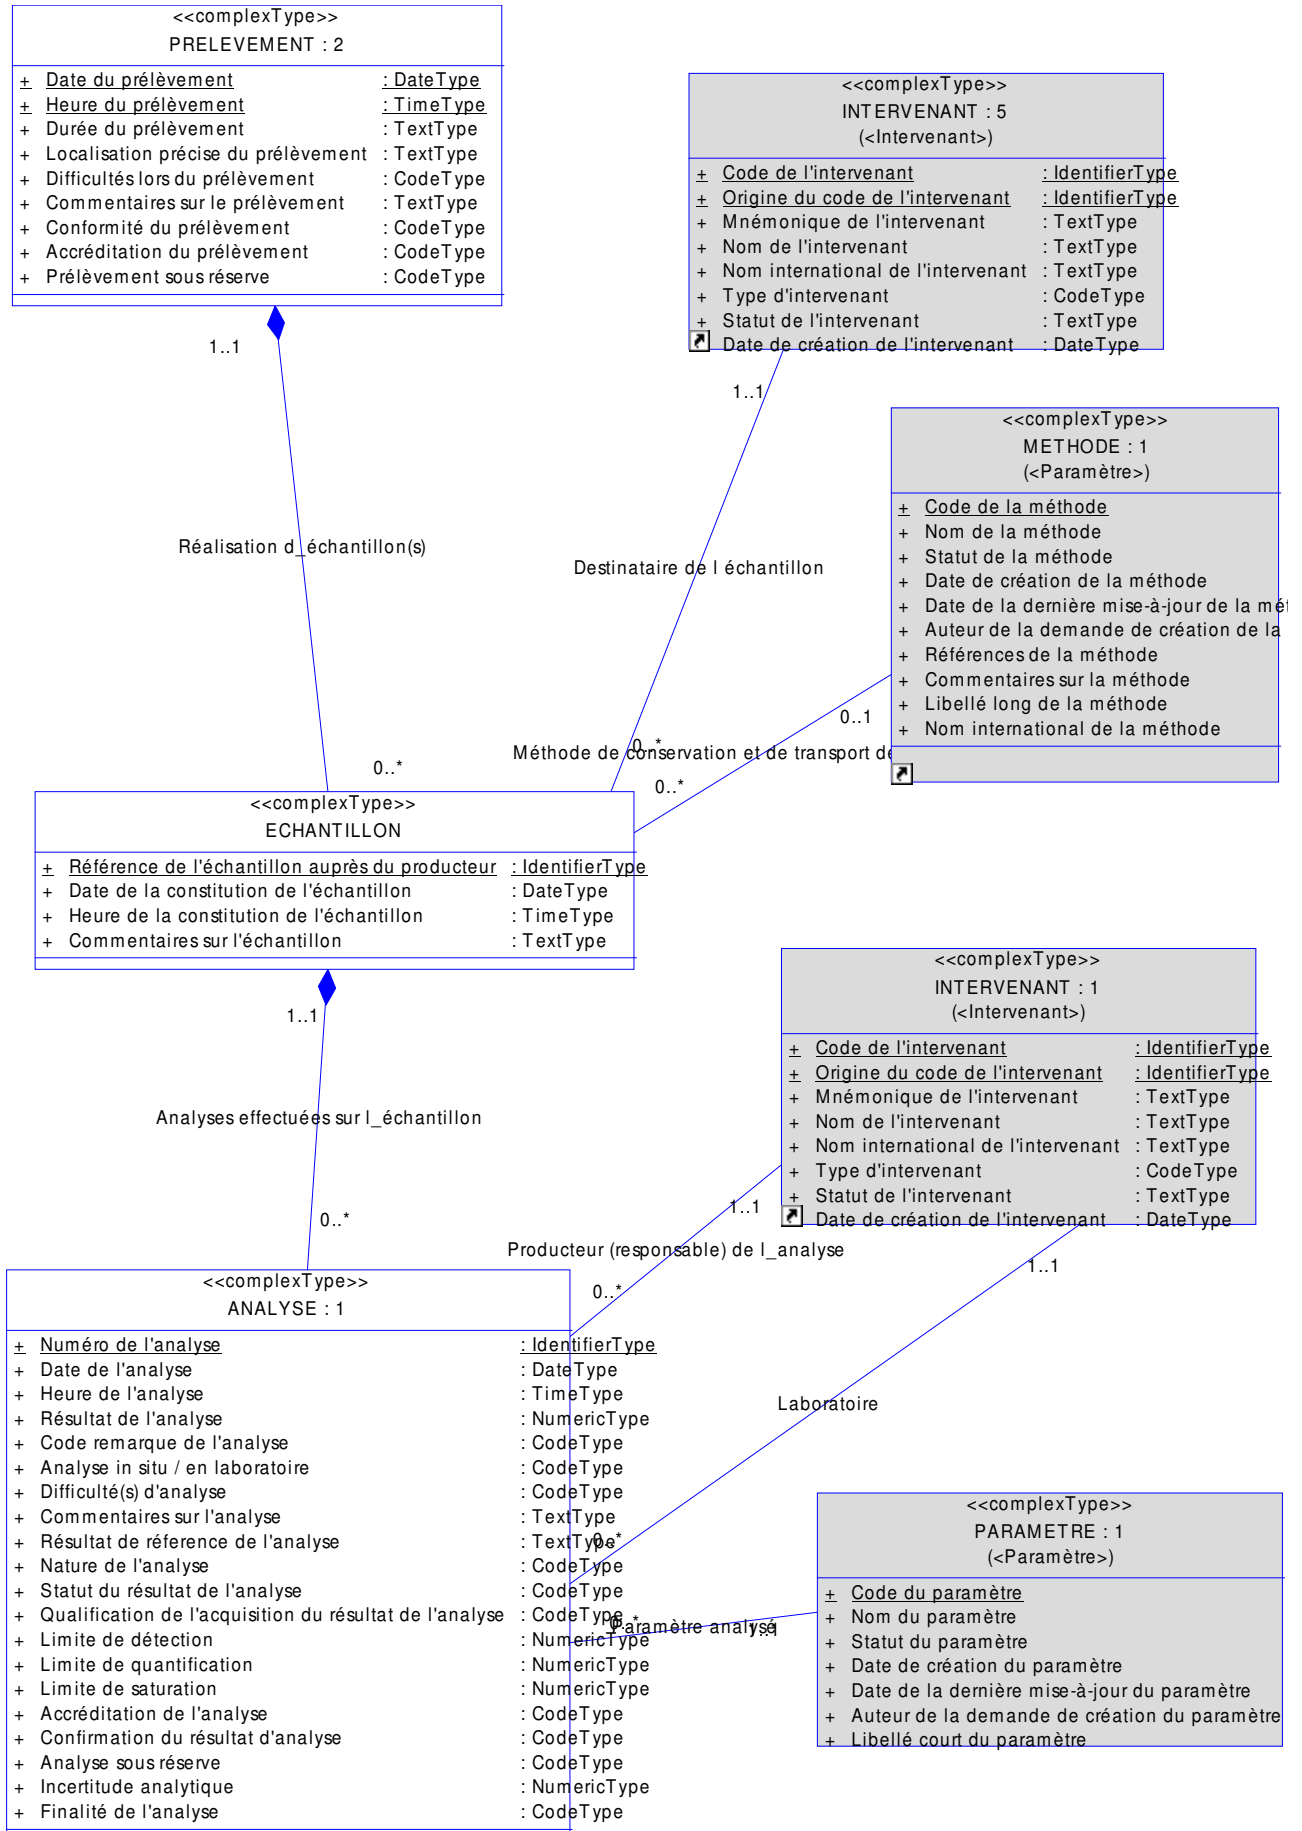 <<complexType>>
PRELEVEMENT : 2
+ Date du prélèvement : DateType
+ Heure du prélèvement : TimeType
+ Durée du prélèvement : TextType
+ Localisation précise du prélèvement : TextType
+ Difficultés lors du prélèvement : CodeType
+ Commentaires sur le prélèvement : TextType
+ Conformité du prélèvement : CodeType
+ Accréditation du prélèvement : CodeType
+ Prélèvement sous réserve : CodeType
1..1
<<complexType>>
INTERVENANT : 5
(<Intervenant>)
+ Code de l'intervenant : IdentifierType
+ Origine du code de l'intervenant : IdentifierType
+ Mnémonique de l'intervenant : TextType
+ Nom de l'intervenant : TextType
+ Nom international de l'intervenant : TextType
+ Type d'intervenant : CodeType
+ Statut de l'intervenant : TextType
Date de création de l'intervenant : DateType
1..1
<<complexType>>
METHODE : 1
(<Paramètre>)
+ Code de la méthode
+ Nom de la méthode
+ Statut de la méthode
+ Date de création de la méthode
+ Date de la dernière mise-à-jour de la mét
+ Auteur de la demande de création de la
+ Références de la méthode
+ Commentaires sur la méthode
+ Libellé long de la méthode
+ Nom international de la méthode
Réalisation d_échantillon(s)
Destinataire de l échantillon
0..1
0..*
Méthode de conservation et de transport de
0..*
0..*
<<complexType>>
ECHANTILLON
+ Référence de l'échantillon auprès du producteur : IdentifierType
+ Date de la constitution de l'échantillon : DateType
+ Heure de la constitution de l'échantillon : TimeType
+ Commentaires sur l'échantillon : TextType
1..1
<<complexType>>
INTERVENANT : 1
(<Intervenant>)
+ Code de l'intervenant : IdentifierType
+ Origine du code de l'intervenant : IdentifierType
+ Mnémonique de l'intervenant : TextType
+ Nom de l'intervenant : TextType
+ Nom international de l'intervenant : TextType
+ Type d'intervenant : CodeType
+ Statut de l'intervenant : TextType
Date de création de l'intervenant : DateType
Analyses effectuées sur l_échantillon
0..*
1..1
Producteur (responsable) de l_analyse
0..*
1..1
Laboratoire
<<complexType>>
ANALYSE : 1
+ Numéro de l'analyse : IdentifierType
+ Date de l'analyse : DateType
+ Heure de l'analyse : TimeType
+ Résultat de l'analyse : NumericType
+ Code remarque de l'analyse : CodeType
+ Analyse in situ / en laboratoire : CodeType
+ Difficulté(s) d'analyse : CodeType
+ Commentaires sur l'analyse : TextType
+ Résultat de réference de l'analyse : TextType
+ Nature de l'analyse : CodeType
+ Statut du résultat de l'analyse : CodeType
+ Qualification de l'acquisition du résultat de l'analyse : CodeType
+ Limite de détection : NumericType
+ Limite de quantification : NumericType
+ Limite de saturation : NumericType
+ Accréditation de l'analyse : CodeType
+ Confirmation du résultat d'analyse : CodeType
+ Analyse sous réserve : CodeType
+ Incertitude analytique : NumericType
+ Finalité de l'analyse : CodeType
0..*
0..*
Paramètre analysé
1..1
<<complexType>>
PARAMETRE : 1
(<Paramètre>)
+ Code du paramètre
+ Nom du paramètre
+ Statut du paramètre
+ Date de création du paramètre
+ Date de la dernière mise-à-jour du paramètre
+ Auteur de la demande de création du paramètre
+ Libellé court du paramètre